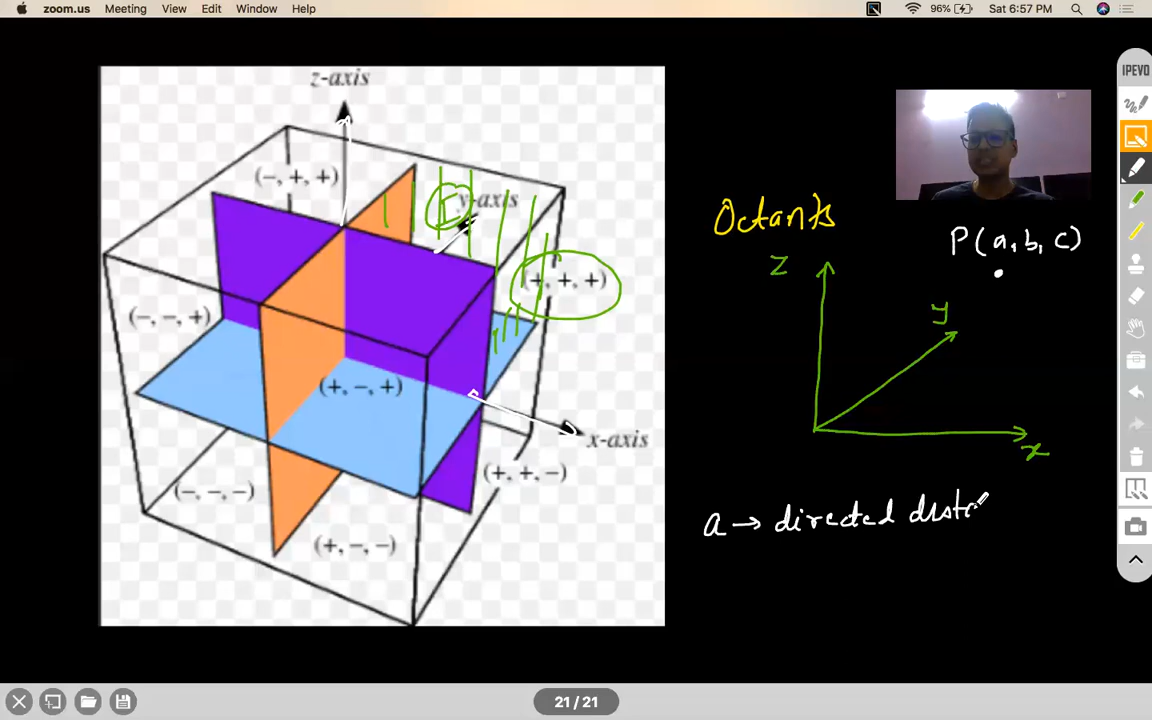 zoom.us Meeting View Edit Window Help
96% Sat 6:57 PM
IPEVO
z-axis
(−, +, +)
y-axis
(+, +, +)
(−, −, +)
(+, −, +)
x-axis
(+, +, −)
(−, −, −)
(+, −, −)
Octants
P(a, b, c)
z
y
x
a → directed dista
21 / 21